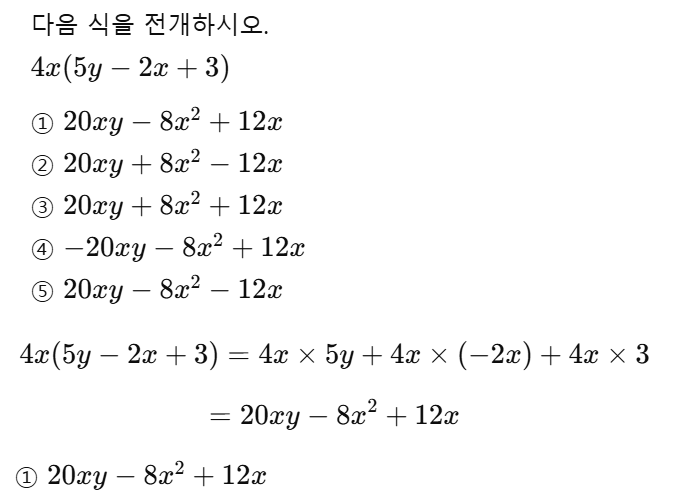 다음 식을 전개하시오.
4x(5y − 2x + 3)
① 20xy − 8x² + 12x
② 20xy + 8x² − 12x
③ 20xy + 8x² + 12x
④ −20xy − 8x² + 12x
⑤ 20xy − 8x² − 12x
4x(5y − 2x + 3) = 4x × 5y + 4x × (−2x) + 4x × 3
= 20xy − 8x² + 12x
① 20xy − 8x² + 12x